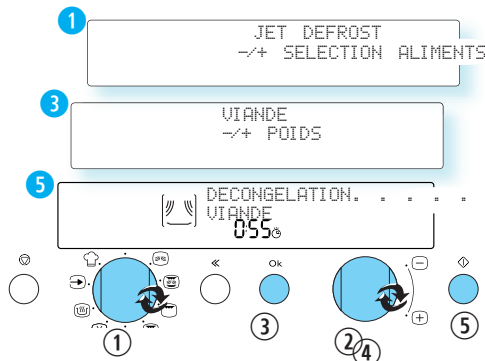 1
JET DEFROST
-/+ SELECTION ALIMENTS
3
VIANDE
-/+ POIDS
5
DECONGELATION. . . . .
VIANDE
0:55
«
Ok
1
3
2
4
5